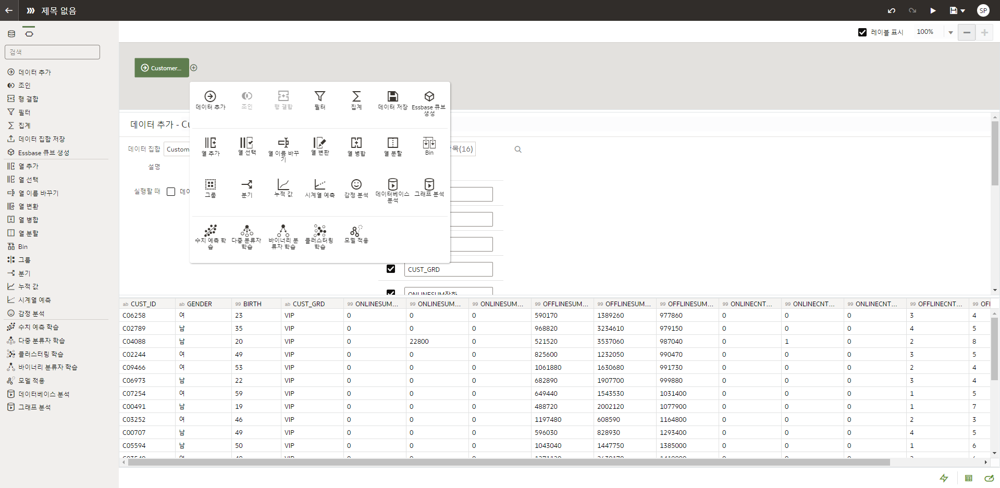 제목 없음
SP
레이블 표시 100%
검색
데이터 추가
조인
행 결합
필터
집계
데이터 집합 저장
Essbase 큐브 생성
열 추가
열 선택
열 이름 바꾸기
열 변환
열 병합
열 분할
Bin
그룹
분기
누적 값
시계열 예측
감정 분석
수치 예측 학습
다중 분류자 학습
클러스터링 학습
바이너리 분류자 학습
모델 적용
데이터베이스 분석
그래프 분석
Customer...
데이터 추가 조인 행 결합 필터 집계 데이터 저장 Essbase 큐브
생성
열 추가 열 선택 열 이름 바꾸 열 변환 열 병합 열 분할 Bin
기
그룹 분기 누적 값 시계열 예측 감정 분석 데이터베이스 그래프 분석
분석
수치 예측 학 다중 분류자 바이너리 분 클러스터링 모델 적용
습 학습 류자 학습 학습
데이터 추가 - Cu
데이터 집합 Custom 목(16)
설명
실행할 때 데이
CUST_GRD
ab CUST_ID ab GENDER 99 BIRTH ab CUST_GRD 99 ONLINESUM... 99 ONLINESUM... 99 ONLINESUM... 99 OFFLINESUM... 99 OFFLINESUM... 99 OFFLINESUM... 99 ONLINECNT... 99 ONLINECNT... 99 ONLINECNT... 99 OFFLINECNT... 99 OFI
C06258 여 23 VIP 0 0 0 590170 1389260 977860 0 0 0 3 4
C02789 남 35 VIP 0 0 0 968820 3234610 979150 0 0 0 4 5
C04088 남 20 VIP 0 22800 0 521520 3537060 987040 0 1 0 2 8
C02244 여 49 VIP 0 0 0 825600 1232050 990470 0 0 0 3 5
C09466 여 53 VIP 0 0 0 1061880 1630680 991730 0 0 0 2 4
C06973 남 22 VIP 0 0 0 682890 1907700 999880 0 0 0 3 4
C07254 여 59 VIP 0 0 0 649440 1543530 1031400 0 0 0 1 5
C00491 남 19 VIP 0 0 0 488720 2002120 1077900 0 0 0 1 7
C03252 여 46 VIP 0 0 0 1197480 608590 1164800 0 0 0 2 3
C00707 남 49 VIP 0 0 0 596030 828930 1293400 0 0 0 4 5
C05594 남 50 VIP 0 0 0 1043040 1447750 1385000 0 0 0 1 6